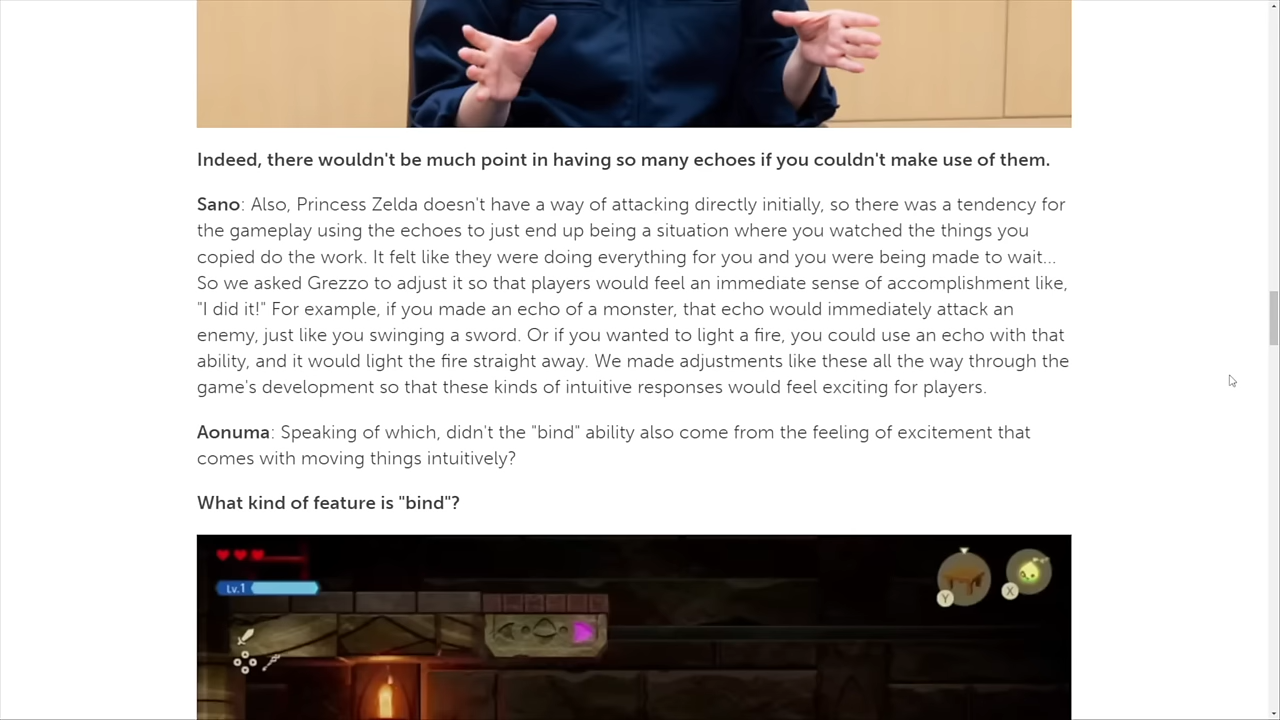 Indeed, there wouldn't be much point in having so many echoes if you couldn't make use of them.
Sano: Also, Princess Zelda doesn't have a way of attacking directly initially, so there was a tendency for
the gameplay using the echoes to just end up being a situation where you watched the things you
copied do the work. It felt like they were doing everything for you and you were being made to wait...
So we asked Grezzo to adjust it so that players would feel an immediate sense of accomplishment like,
"I did it!" For example, if you made an echo of a monster, that echo would immediately attack an
enemy, just like you swinging a sword. Or if you wanted to light a fire, you could use an echo with that
ability, and it would light the fire straight away. We made adjustments like these all the way through the
game's development so that these kinds of intuitive responses would feel exciting for players.
Aonuma: Speaking of which, didn't the "bind" ability also come from the feeling of excitement that
comes with moving things intuitively?
What kind of feature is "bind"?
Lv.1
Y
X